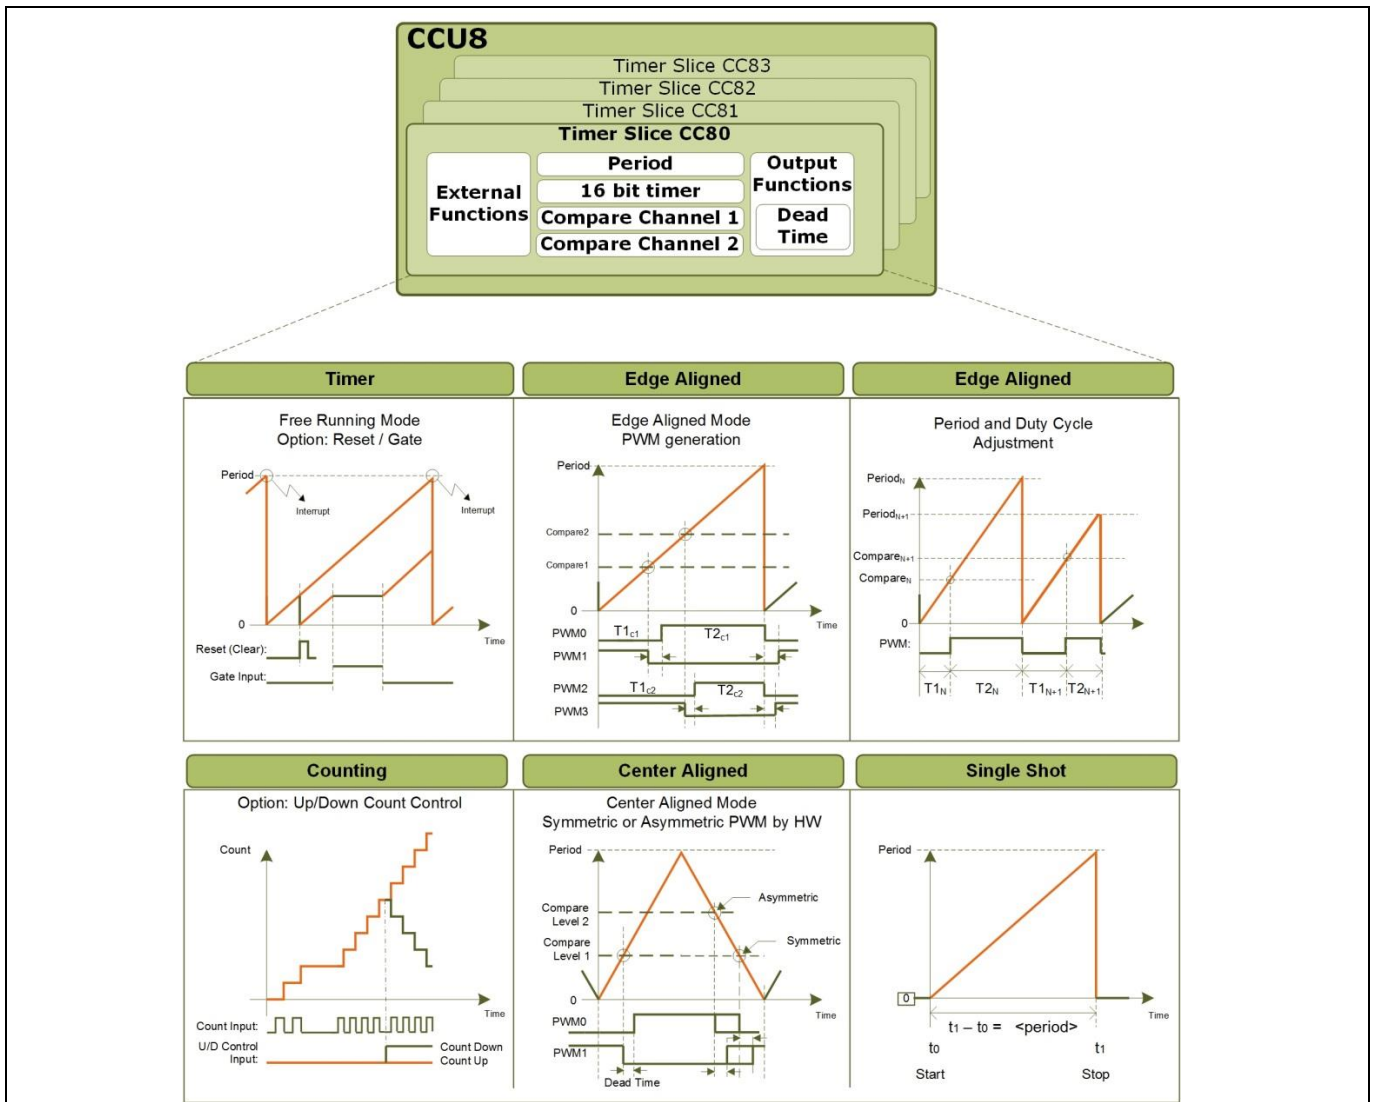 CCU8
Timer Slice CC83
Timer Slice CC82
Timer Slice CC81
Timer Slice CC80
External
Functions
Period
16 bit timer
Compare Channel 1
Compare Channel 2
Output
Functions
Dead
Time
Timer
Free Running Mode
Option: Reset / Gate
Period
Interrupt
Interrupt
0
Time
Reset (Clear):
Gate Input:
Edge Aligned
Edge Aligned Mode
PWM generation
Period
Compare2
Compare1
0
Time
PWM0
T1c1
T2c1
PWM1
PWM2
T1c2
T2c2
PWM3
Edge Aligned
Period and Duty Cycle
Adjustment
PeriodN
PeriodN+1
CompareN+1
CompareN
0
Time
PWM:
T1N
T2N
T1N+1
T2N+1
Counting
Option: Up/Down Count Control
Count
Time
Count Input:
U/D Control
Input:
Count Down
Count Up
Center Aligned
Center Aligned Mode
Symmetric or Asymmetric PWM by HW
Period
Asymmetric
Compare
Level 2
Compare
Level 1
Symmetric
0
Time
PWM0
PWM1
Dead Time
Single Shot
Period
0
Time
t1 – t0 = <period>
t0
t1
Start
Stop